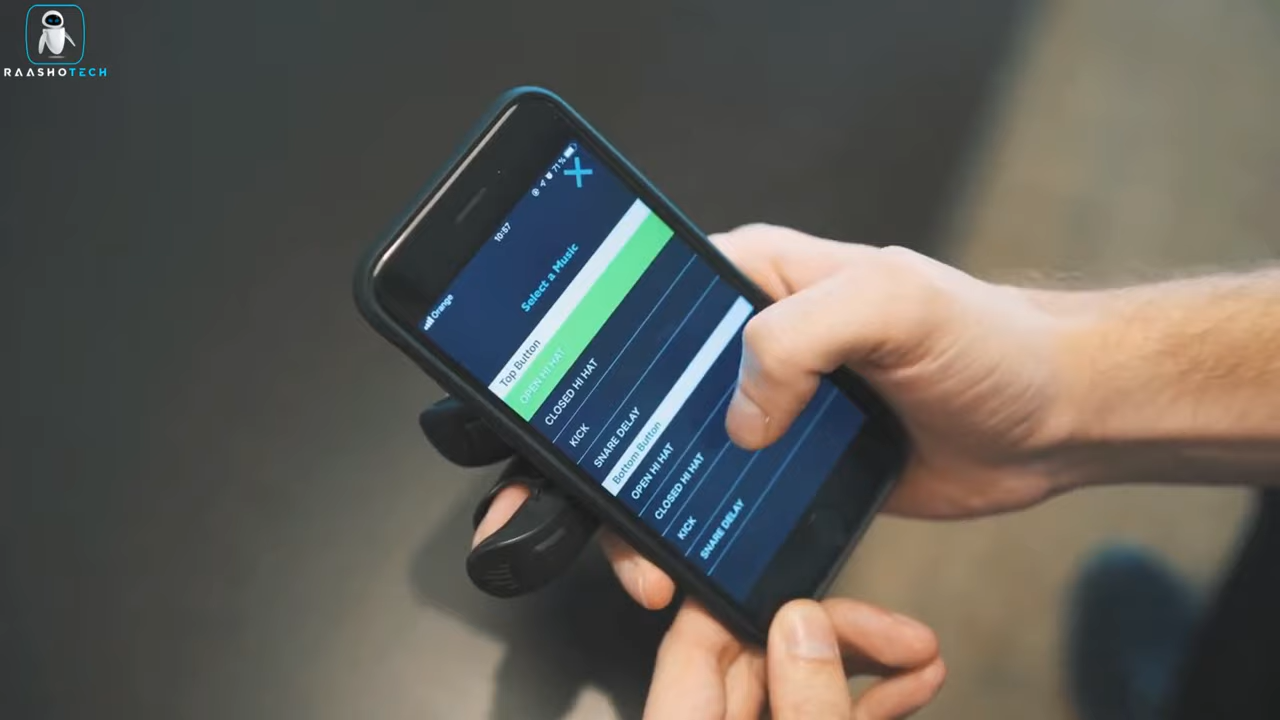 RAASHOTECH
Orange
10:57
71 %
Select a Music
Top Button
OPEN HI HAT
CLOSED HI HAT
KICK
SNARE DELAY
Bottom Button
OPEN HI HAT
CLOSED HI HAT
KICK
SNARE DELAY